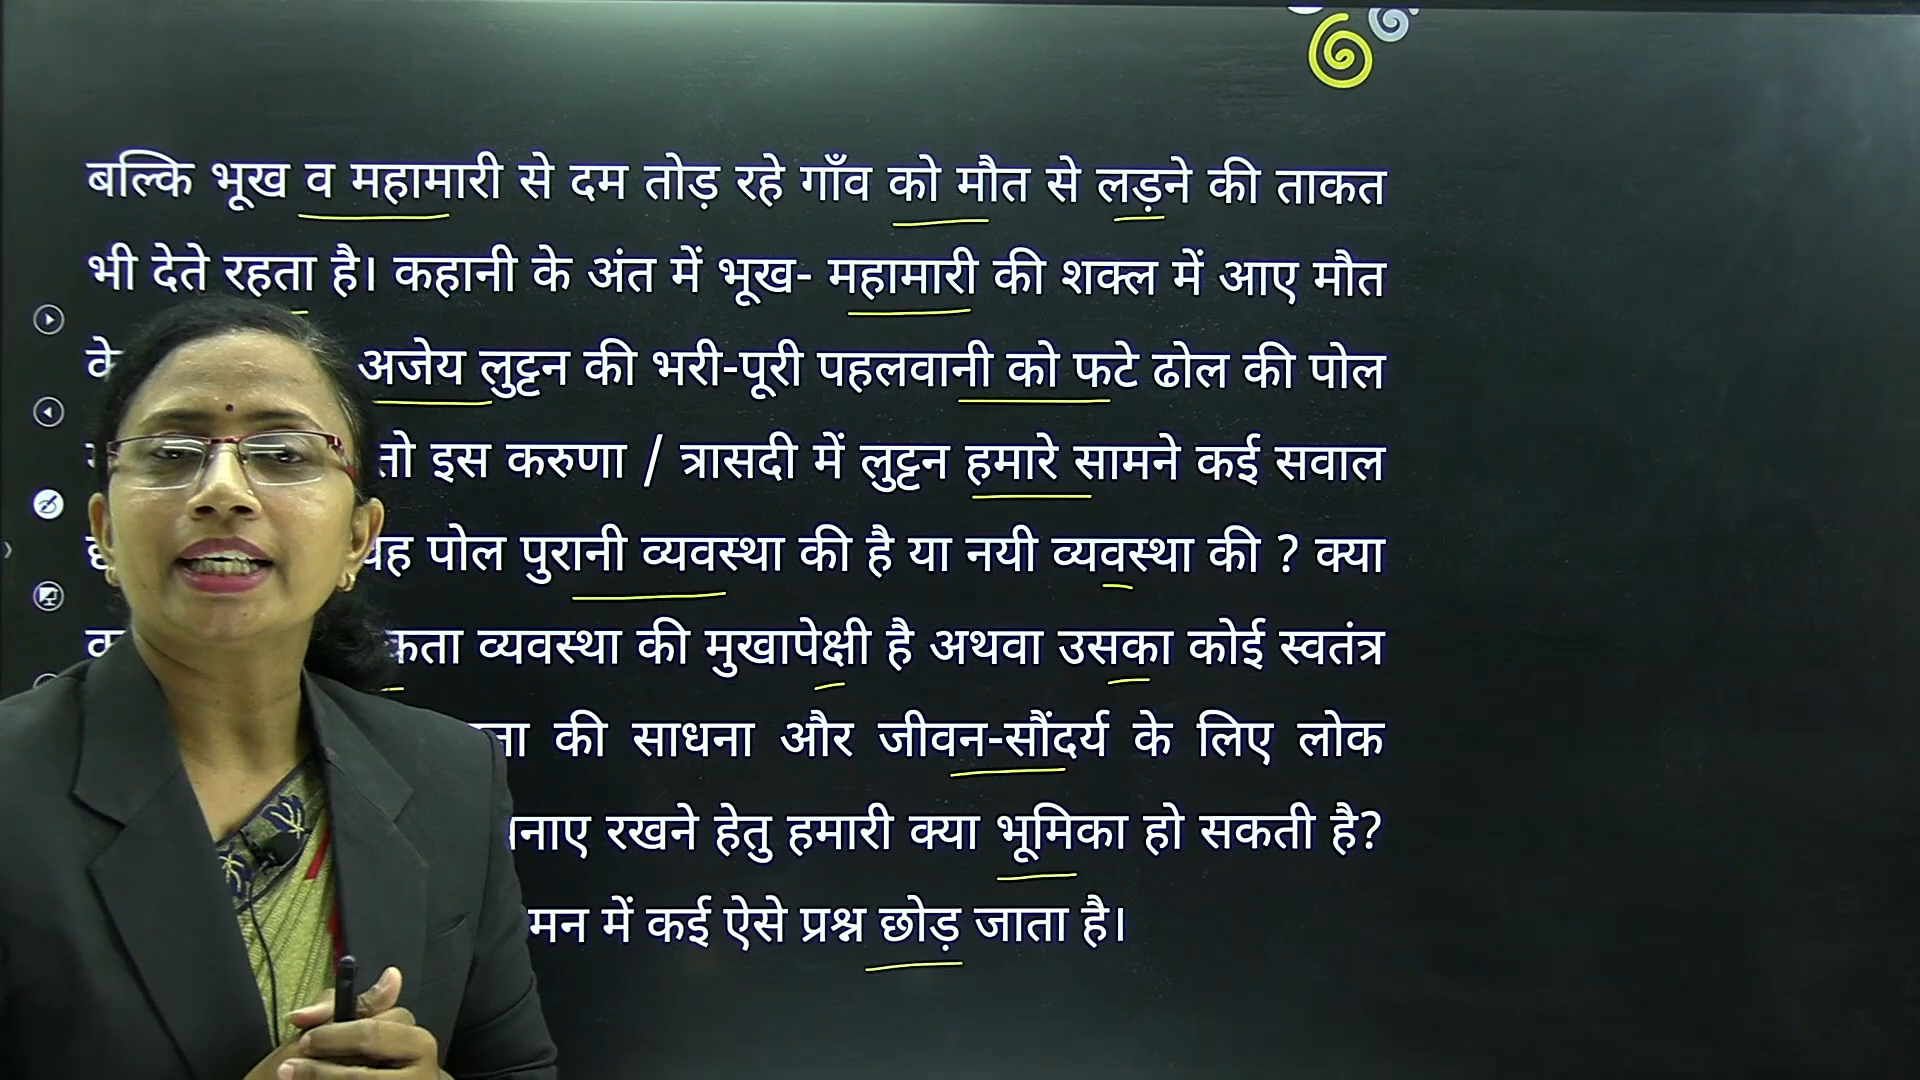 बल्कि भूख व महामारी से दम तोड़ रहे गाँव को मौत से लड़ने की ताकत
भी देते रहता है। कहानी के अंत में भूख- महामारी की शक्ल में आए मौत
अजेय लुट्टन की भरी-पूरी पहलवानी को फटे ढोल की पोल
तो इस करुणा / त्रासदी में लुट्टन हमारे सामने कई सवाल
पोल पुरानी व्यवस्था की है या नयी व्यवस्था की ? क्या
व्यवस्था की मुखापेक्षी है अथवा उसका कोई स्वतंत्र
की साधना और जीवन-सौंदर्य के लिए लोक
रखने हेतु हमारी क्या भूमिका हो सकती है?
मन में कई ऐसे प्रश्न छोड़ जाता है।